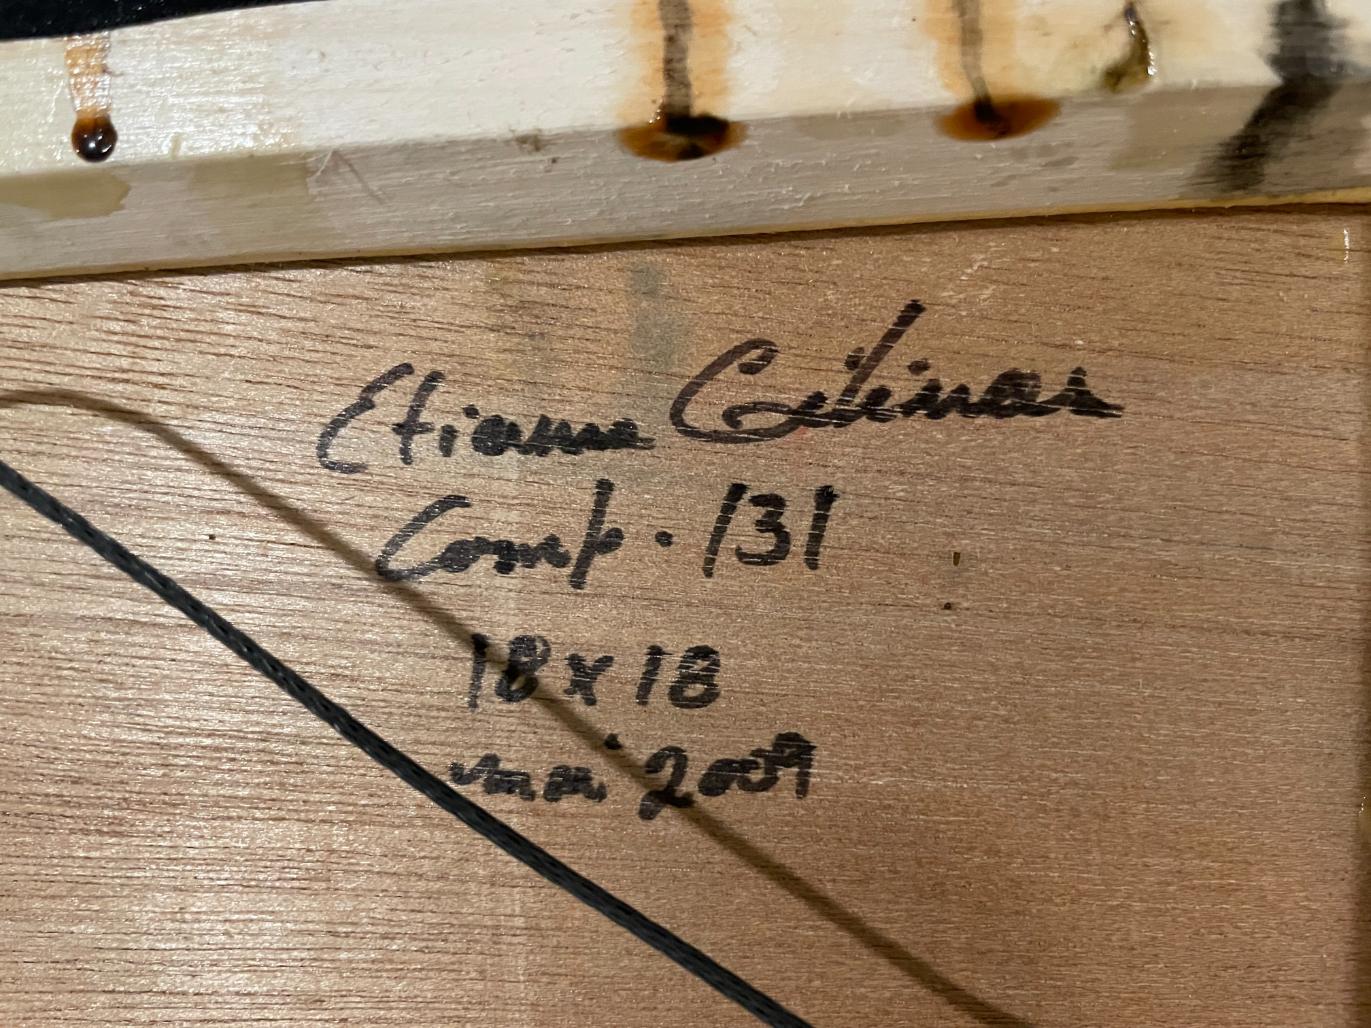 Etienne Gélinas
Comp. 131
18 x 18
mai 2009